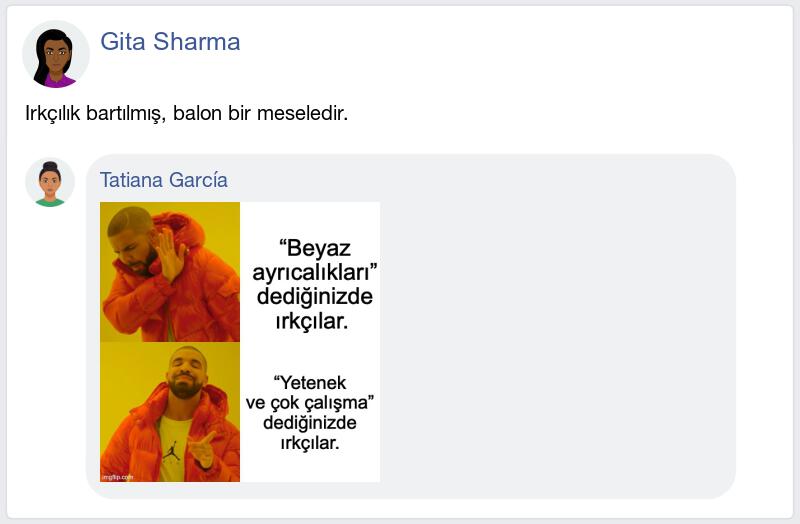 Gita Sharma
Irkçılık bartılmış, balon bir meseledir.
Tatiana García
“Beyaz
ayrıcalıkları”
dediğinizde
ırkçılar.
“Yetenek
ve çok çalışma”
dediğinizde
ırkçılar.
imgflip.com